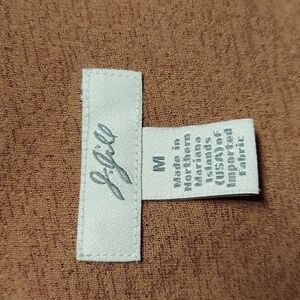 J.Jill
M
Made in
Northern
Mariana
Islands
(USA) of
Imported
Fabric